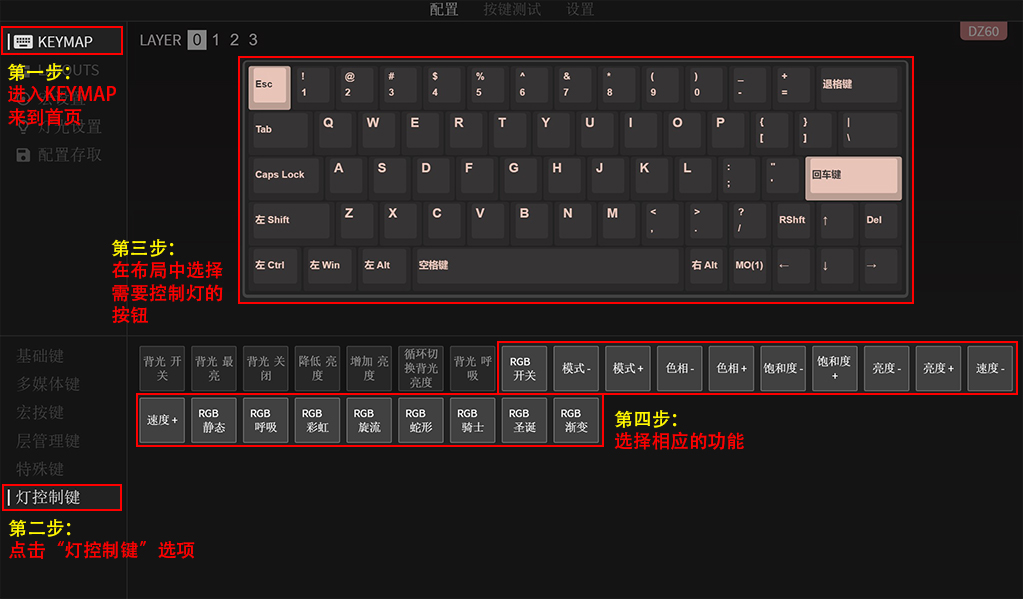 配置 按键测试 设置
KEYMAP
LAYER 0 1 2 3
DZ60
第一步：
进入KEYMAP
来到首页
灯光设置
配置存取
Esc ! 1 @ 2 # 3 $ 4 % 5 ^ 6 & 7 * 8 ( 9 ) 0 _ - + = 退格键
Tab Q W E R T Y U I O P { [ } ] | \
Caps Lock A S D F G H J K L : ; " ' 回车键
左 Shift Z X C V B N M < , > . ? / RShft ↑ Del
左 Ctrl 左 Win 左 Alt 空格键 右 Alt MO(1) ← ↓ →
第三步：
在布局中选择
需要控制灯的
按钮
基础键
多媒体键
宏按键
层管理键
特殊键
灯控制键
第二步：
点击“灯控制键”选项
背光 开关 背光 最亮 背光 关闭 降低 亮度 增加 亮度 循环切换背光亮度 背光 呼吸 RGB 开关 模式 - 模式 + 色相 - 色相 + 饱和度 - 饱和度 + 亮度 - 亮度 + 速度 -
速度 + RGB 静态 RGB 呼吸 RGB 彩虹 RGB 旋流 RGB 蛇形 RGB 骑士 RGB 圣诞 RGB 渐变
第四步：
选择相应的功能